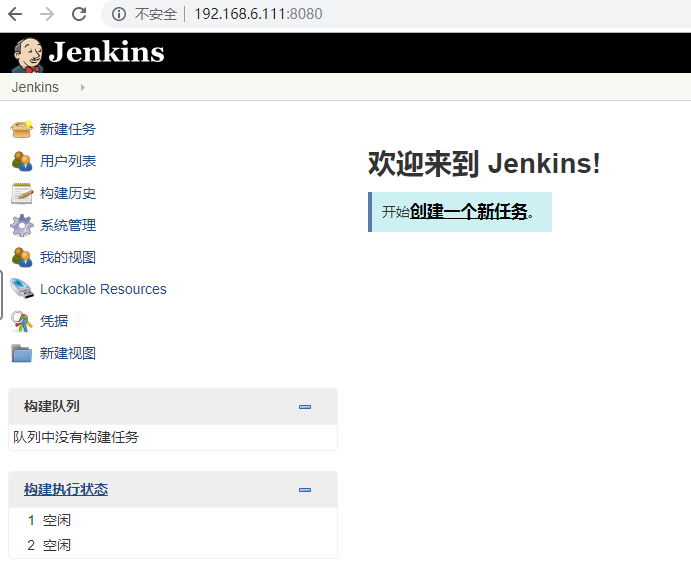 不安全 192.168.6.111:8080
Jenkins
Jenkins
新建任务
用户列表
构建历史
系统管理
我的视图
Lockable Resources
凭据
新建视图
欢迎来到 Jenkins!
开始创建一个新任务。
构建队列
队列中没有构建任务
构建执行状态
1 空闲
2 空闲